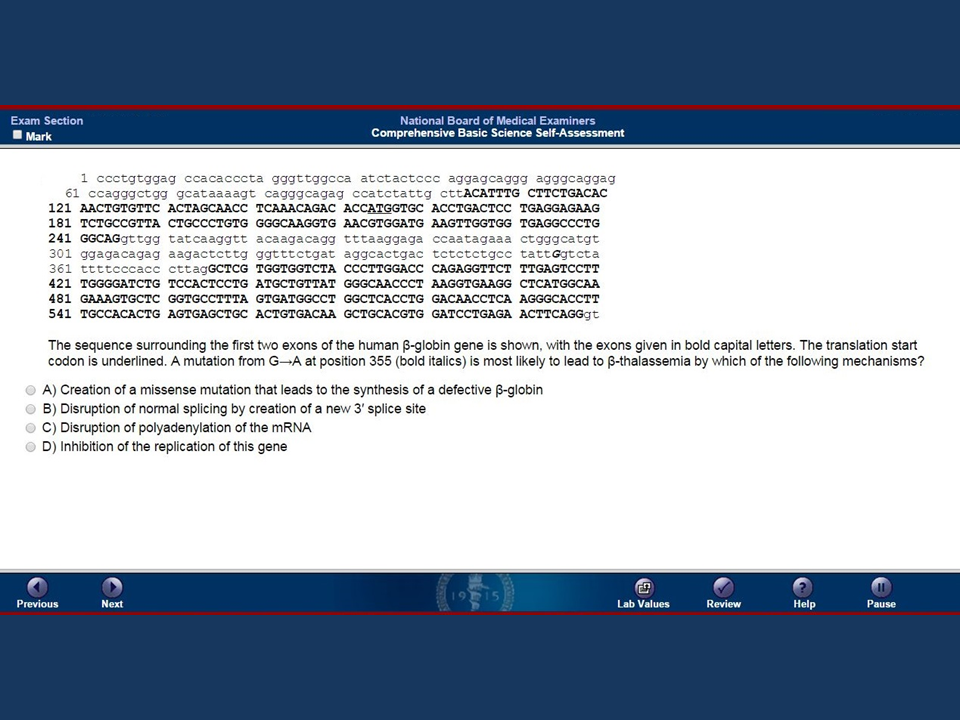 Exam Section
Mark
National Board of Medical Examiners
Comprehensive Basic Science Self-Assessment
1 ccctgtggag ccacacccta gggttggcca atctactccc aggagcaggg agggcaggag
61 ccagggctgg gcataaaagt cagggcagag ccatctattg cttACATTTG CTTCTGACAC
121 AACTGTGTTC ACTAGCAACC TCAAACAGAC ACCATGGTGC ACCTGACTCC TGAGGAGAAG
181 TCTGCCGTTA CTGCCCTGTG GGGCAAGGTG AACGTGGATG AAGTTGGTGG TGAGGCCCTG
241 GGCAGgttgg tatcaaggtt acaagacagg tttaaggaga ccaatagaaa ctgggcatgt
301 ggagacagag aagactcttg ggtttctgat aggcactgac tctctctgcc tattGgtcta
361 ttttcccacc cttagGCTCG TGGTGGTCTA CCCTTGGACC CAGAGGTTCT TTGAGTCCTT
421 TGGGGATCTG TCCACTCCTG ATGCTGTTAT GGGCAACCCT AAGGTGAAGG CTCATGGCAA
481 GAAAGTGCTCG GTGCCTTTA GTGATGGCCT GGCTCACCTG GACAACCTCA AGGGCACCTT
541 TGCCACACTG AGTGAGCTGC ACTGTGACAA GCTGCACGTG GATCCTGAGA ACTTCAGGgt
The sequence surrounding the first two exons of the human β-globin gene is shown, with the exons given in bold capital letters. The translation start
codon is underlined. A mutation from G→A at position 355 (bold italics) is most likely to lead to β-thalassemia by which of the following mechanisms?
A) Creation of a missense mutation that leads to the synthesis of a defective β-globin
B) Disruption of normal splicing by creation of a new 3′ splice site
C) Disruption of polyadenylation of the mRNA
D) Inhibition of the replication of this gene
1915
Previous
Next
Lab Values
Review
Help
Pause